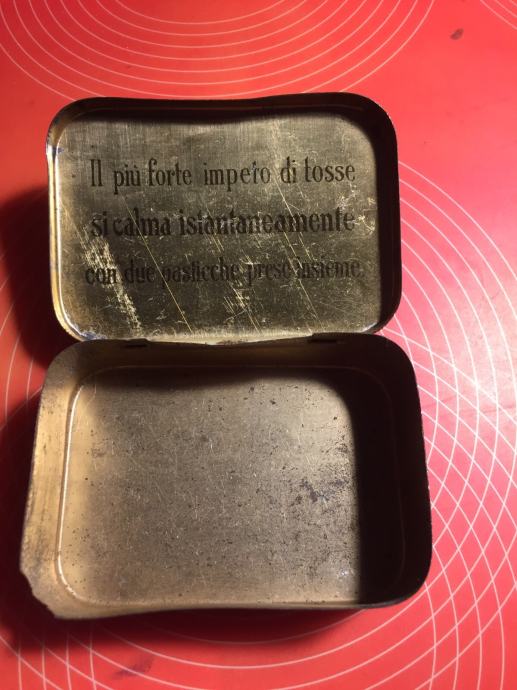 Il più forte impeto di tosse
si calma istantaneamente
con due pasticche prese insieme.